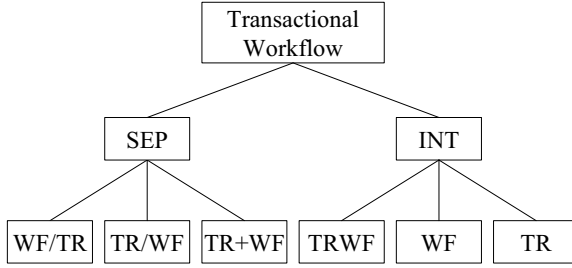 Transactional
Workflow
SEP
INT
WF/TR
TR/WF
TR+WF
TRWF
WF
TR